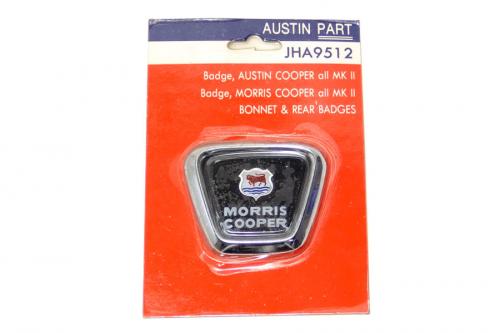 AUSTIN PART
JHA9512
Badge, AUSTIN COOPER all MK II
Badge, MORRIS COOPER all MK II
BONNET & REAR BADGES
MORRIS
COOPER